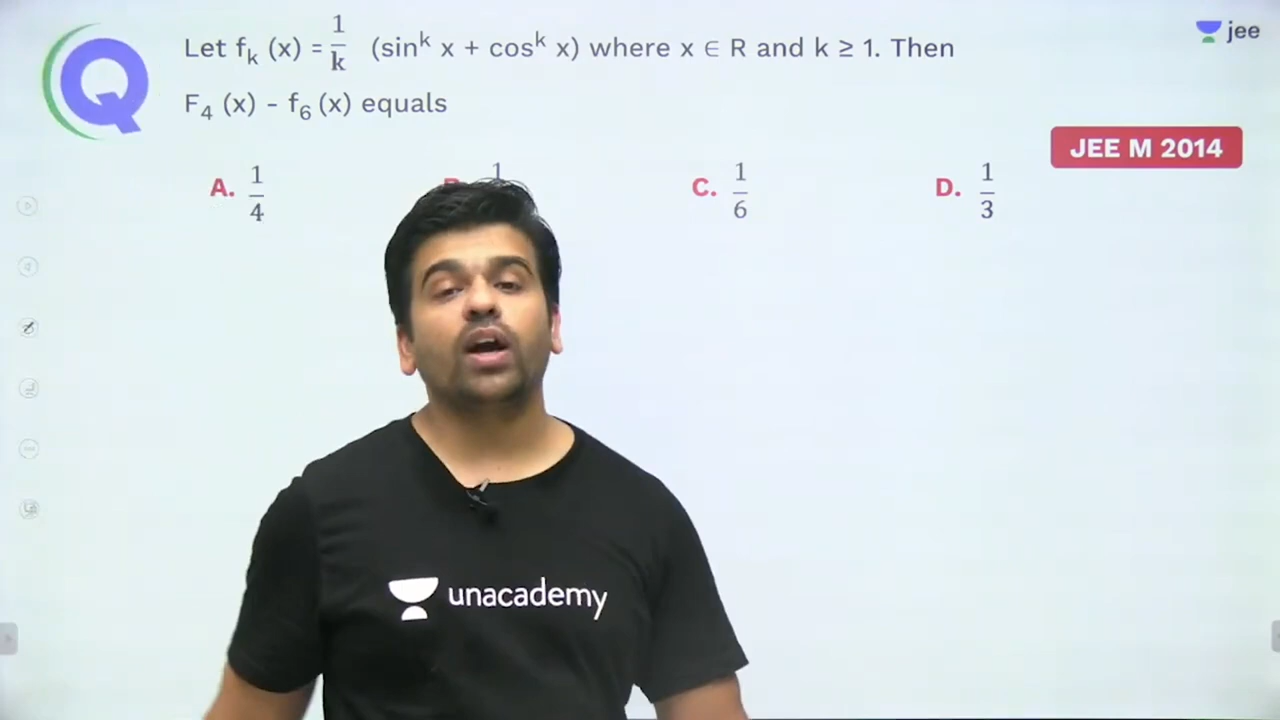 Let fₖ (x) = 1/k (sinᵏ x + cosᵏ x) where x ∈ R and k ≥ 1. Then
F₄ (x) - f₆ (x) equals
jee
JEE M 2014
A. 1/4
1
C. 1/6
D. 1/3
unacademy